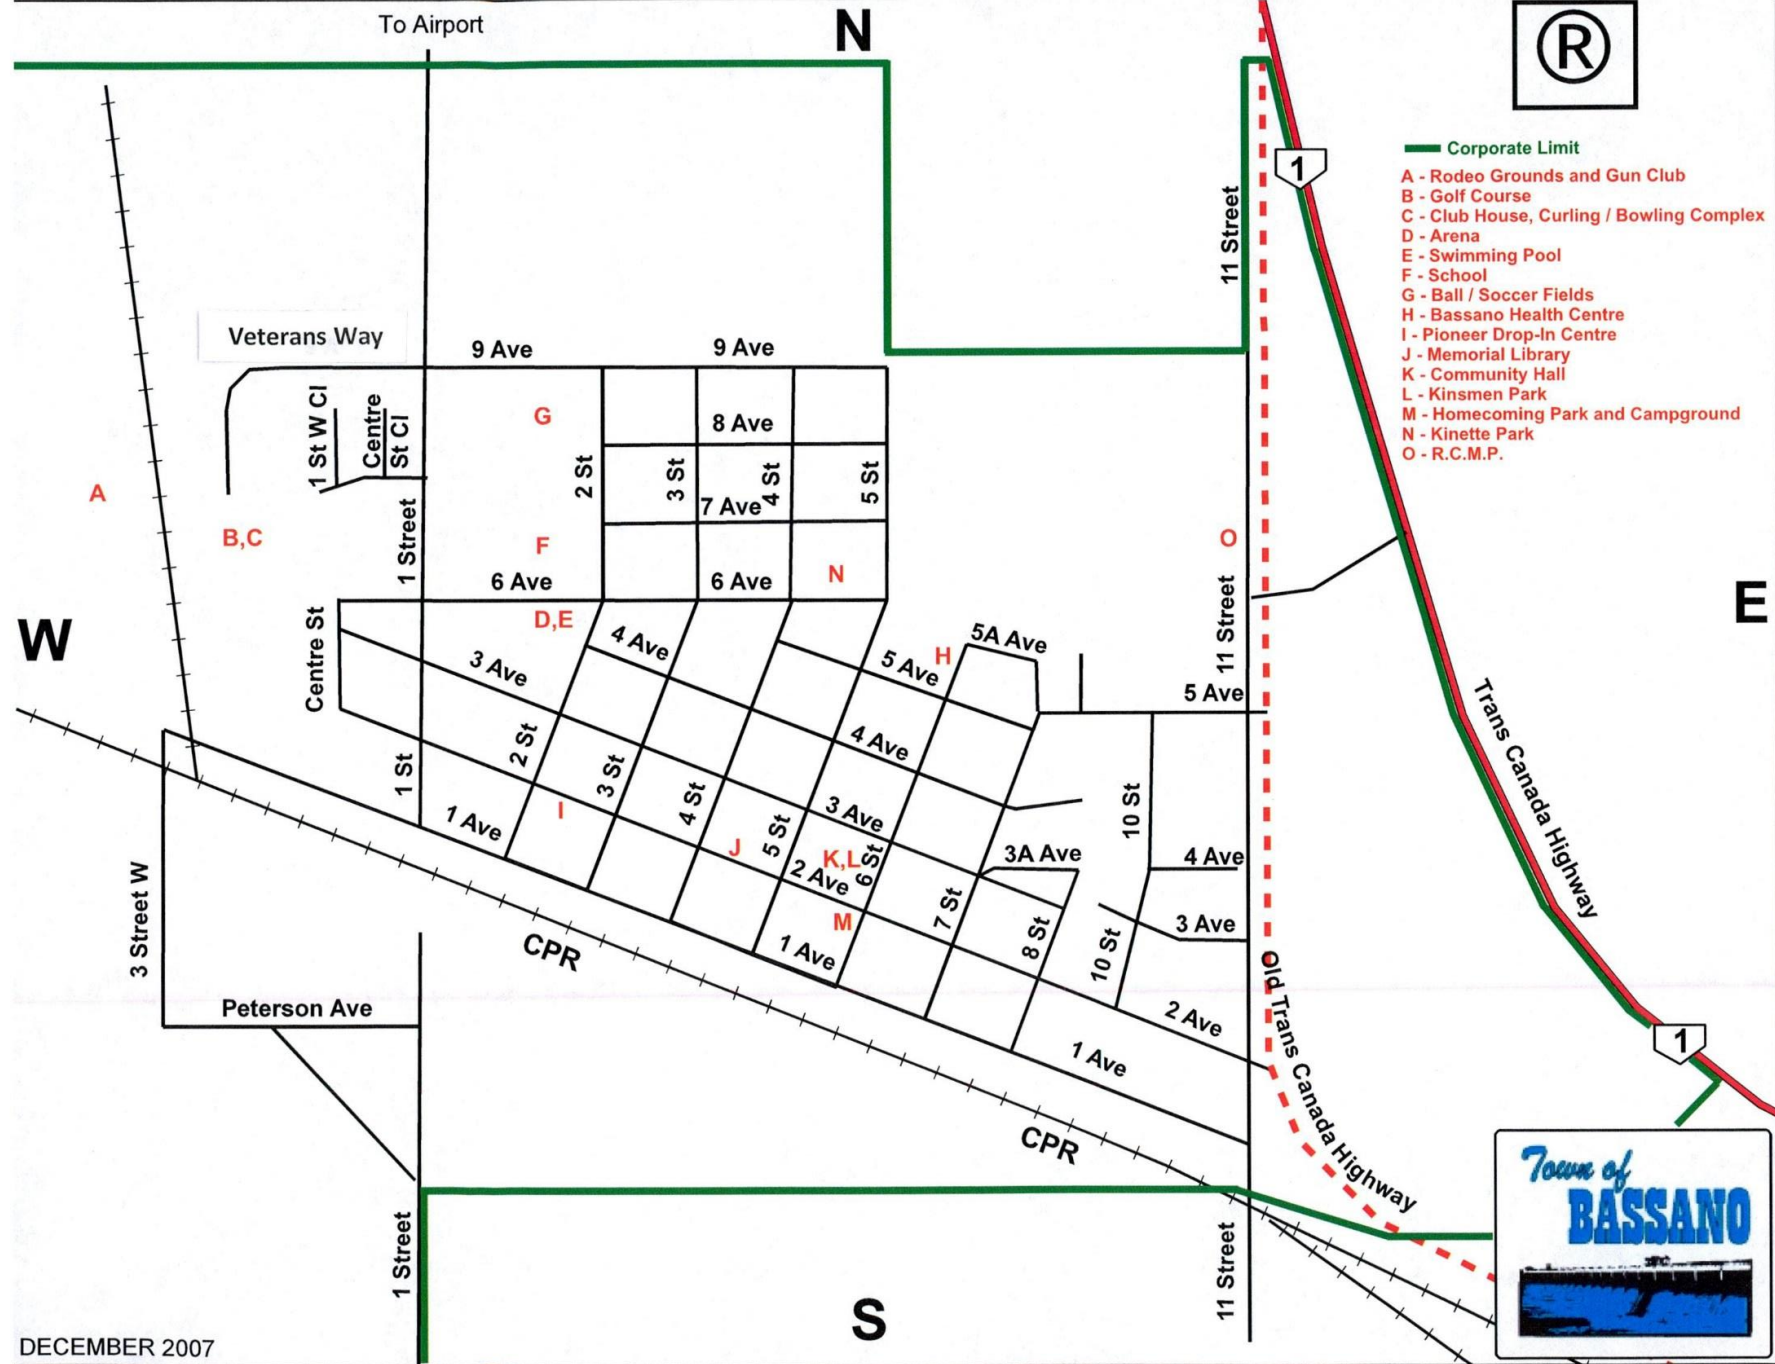 To Airport
N
®
Corporate Limit
A - Rodeo Grounds and Gun Club
B - Golf Course
C - Club House, Curling / Bowling Complex
D - Arena
E - Swimming Pool
F - School
G - Ball / Soccer Fields
H - Bassano Health Centre
I - Pioneer Drop-In Centre
J - Memorial Library
K - Community Hall
L - Kinsmen Park
M - Homecoming Park and Campground
N - Kinette Park
O - R.C.M.P.
1
11 Street
Veterans Way
9 Ave
9 Ave
1 St W Cl
Centre
St Cl
G
8 Ave
2 St
3 St
4 St
5 St
7 Ave
A
B,C
1 Street
F
O
6 Ave
6 Ave
N
W
E
Centre St
D,E
4 Ave
3 Ave
5 Ave
H
5A Ave
11 Street
5 Ave
Trans Canada Highway
1 St
2 St
3 St
4 St
4 Ave
1 Ave
I
J
5 St
3 Ave
K,L
2 Ave
6 St
3A Ave
10 St
4 Ave
3 Street W
M
7 St
8 St
10 St
3 Ave
CPR
1 Ave
Peterson Ave
2 Ave
1 Ave
Old Trans Canada Highway
1
CPR
1 Street
11 Street
S
Town of
BASSANO
DECEMBER 2007